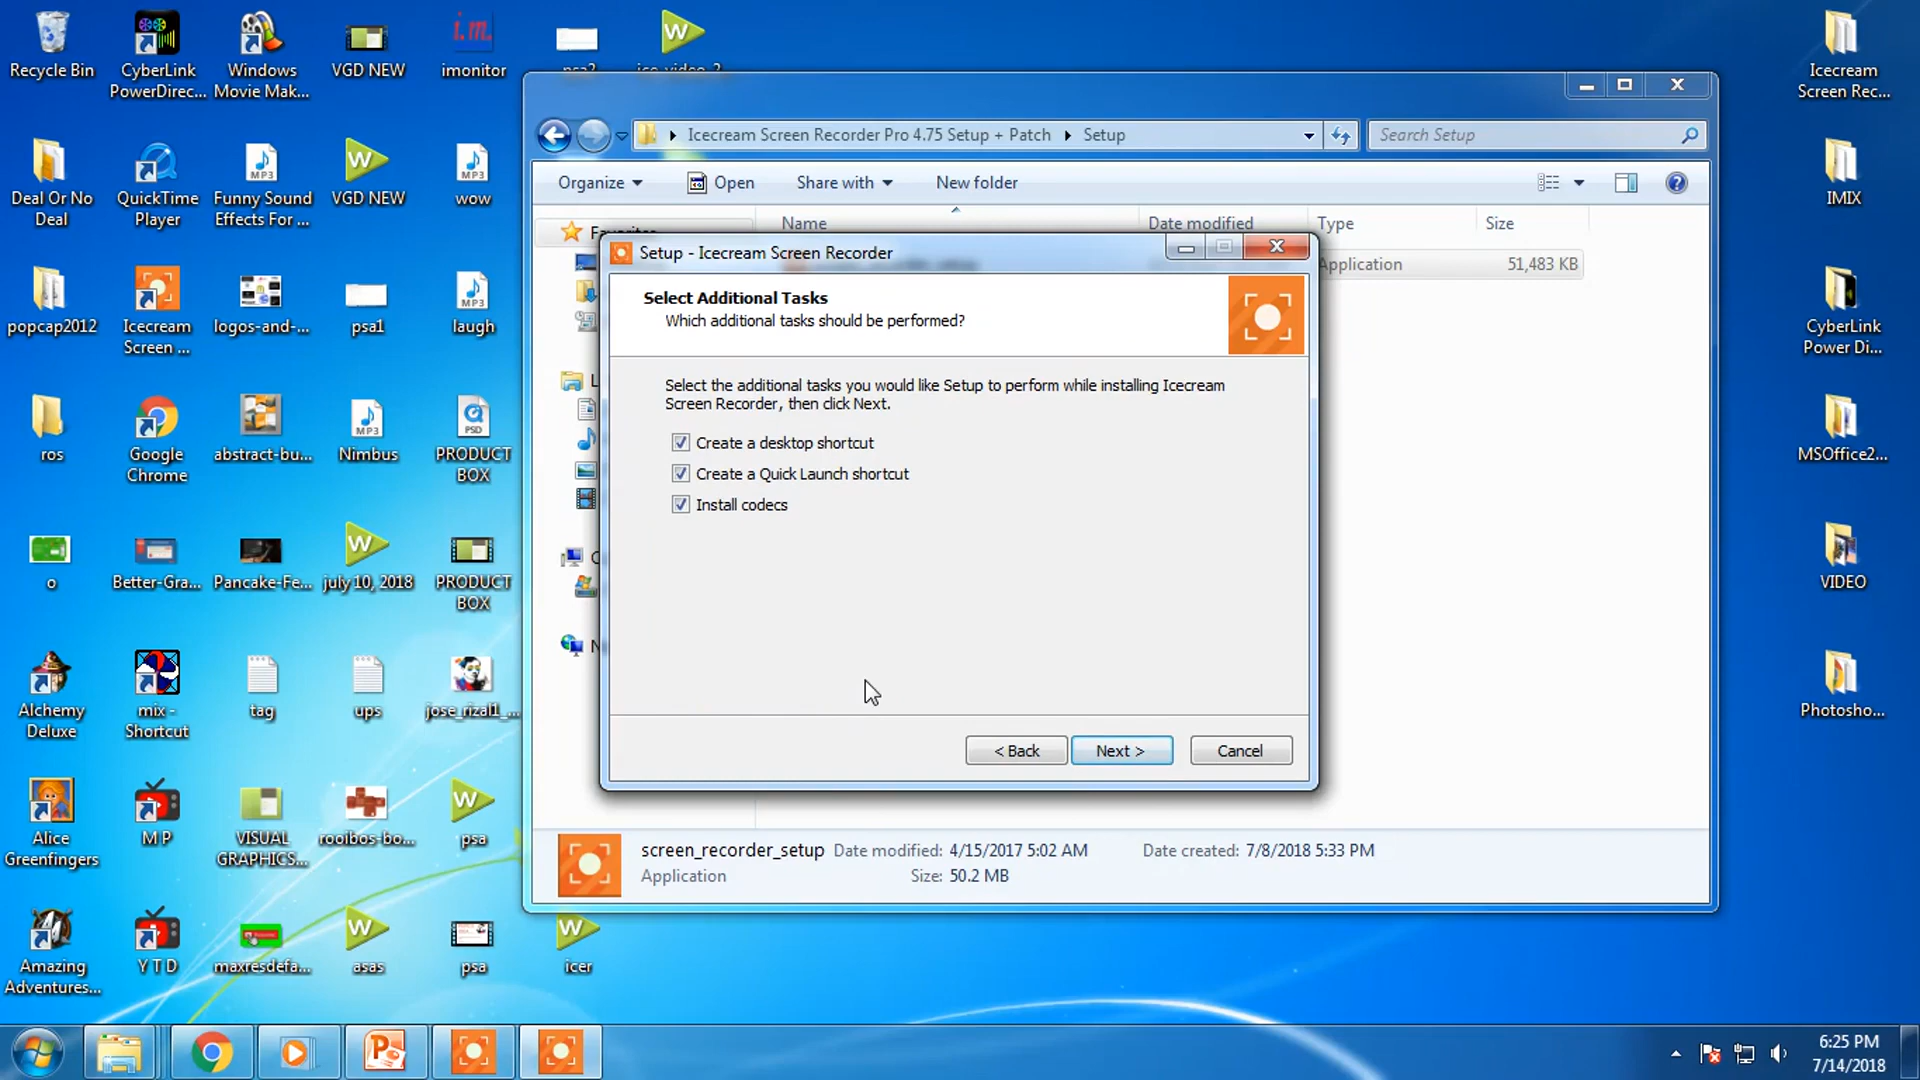 Recycle Bin
CyberLink
PowerDirec...
Windows
Movie Mak...
VGD NEW
imonitor
i.m.
Icecream
Screen Rec...
Icecream Screen Recorder Pro 4.75 Setup + Patch
Setup
Search Setup
Organize
Open
Share with
New folder
Name
Date modified
Type
Size
Application
51,483 KB
Deal Or No
Deal
QuickTime
Player
MP3
Funny Sound
Effects For ...
VGD NEW
MP3
wow
IMIX
Setup - Icecream Screen Recorder
Select Additional Tasks
Which additional tasks should be performed?
Select the additional tasks you would like Setup to perform while installing Icecream
Screen Recorder, then click Next.
Create a desktop shortcut
Create a Quick Launch shortcut
Install codecs
< Back
Next >
Cancel
popcap2012
Icecream
Screen ...
logos-and-...
psa1
MP3
laugh
CyberLink
Power Di...
ros
Google
Chrome
abstract-bu...
MP3
Nimbus
PSD
PRODUCT
BOX
MSOffice2...
o
Better-Gra...
Pancake-Fe...
july 10, 2018
PRODUCT
BOX
VIDEO
Alchemy
Deluxe
mix -
Shortcut
tag
ups
jose_rizal1_...
Photosho...
Alice
Greenfingers
M P
VISUAL
GRAPHICS...
rooibos-bo...
psa
screen_recorder_setup
Date modified: 4/15/2017 5:02 AM
Date created: 7/8/2018 5:33 PM
Application
Size: 50.2 MB
Amazing
Adventures...
Y T D
maxresdefa...
asas
psa
icer
6:25 PM
7/14/2018